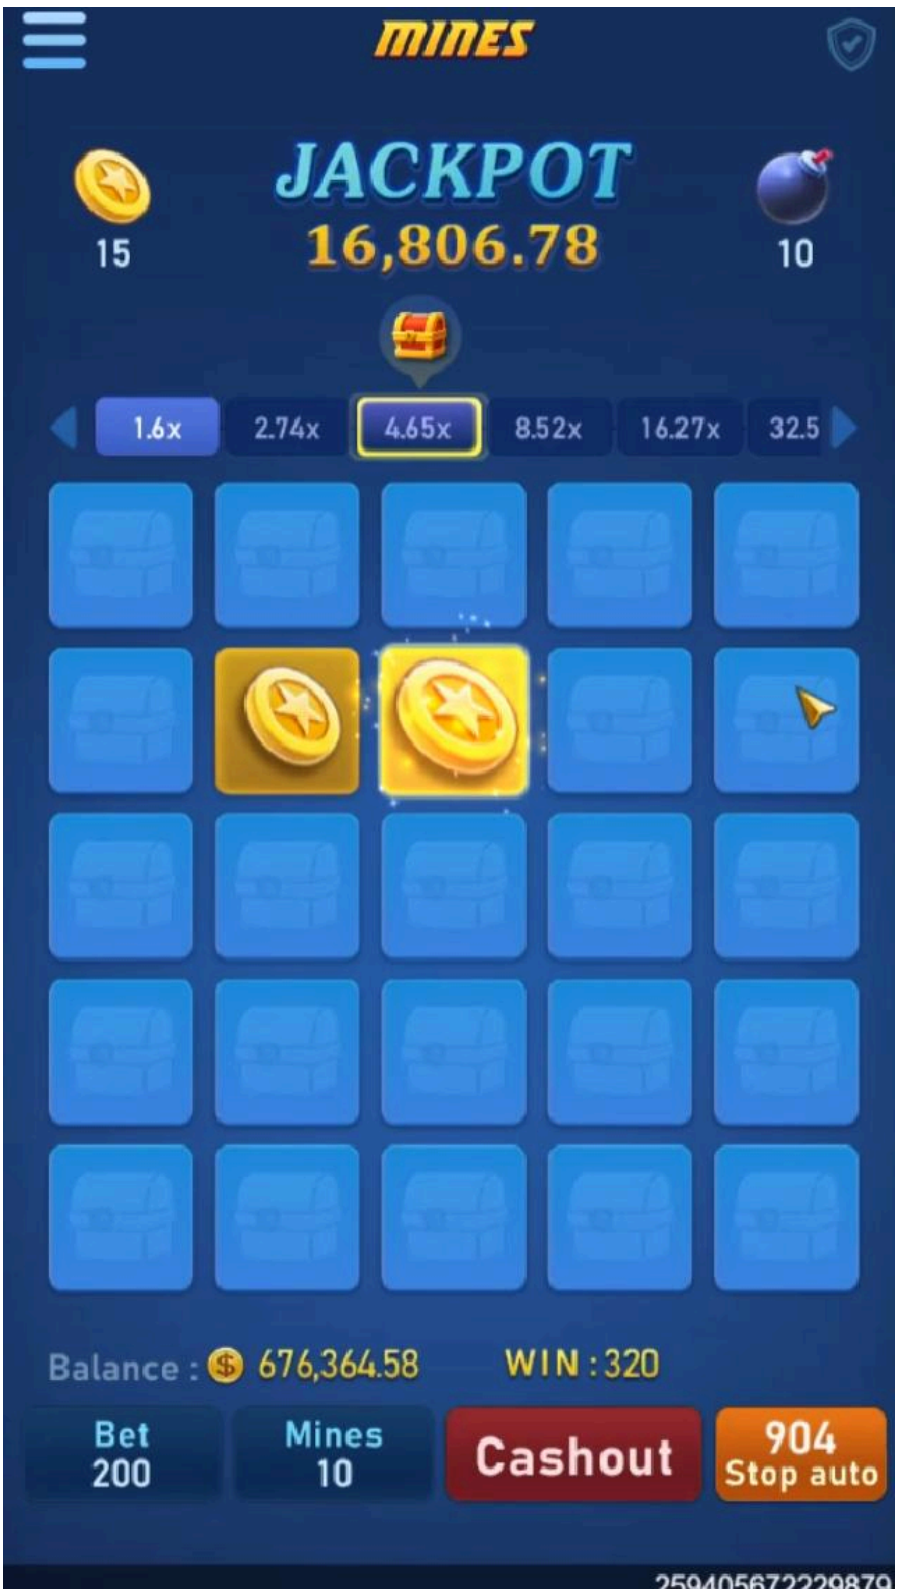 MINES
JACKPOT
15
16,806.78
10
1.6x 2.74x 4.65x 8.52x 16.27x 32.5
Balance : $ 676,364.58 WIN : 320
Bet
200
Mines
10
Cashout
904
Stop auto
2594056722229879